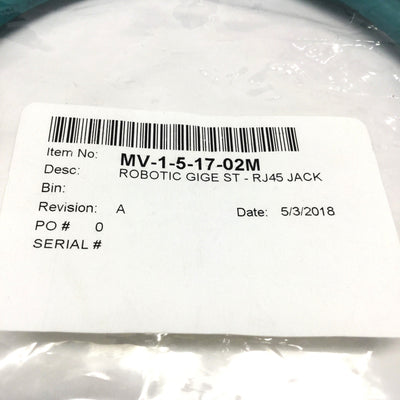 Item No: MV-1-5-17-02M
Desc: ROBOTIC GIGE ST - RJ45 JACK
Bin:
Revision: A Date: 5/3/2018
PO # 0
SERIAL #